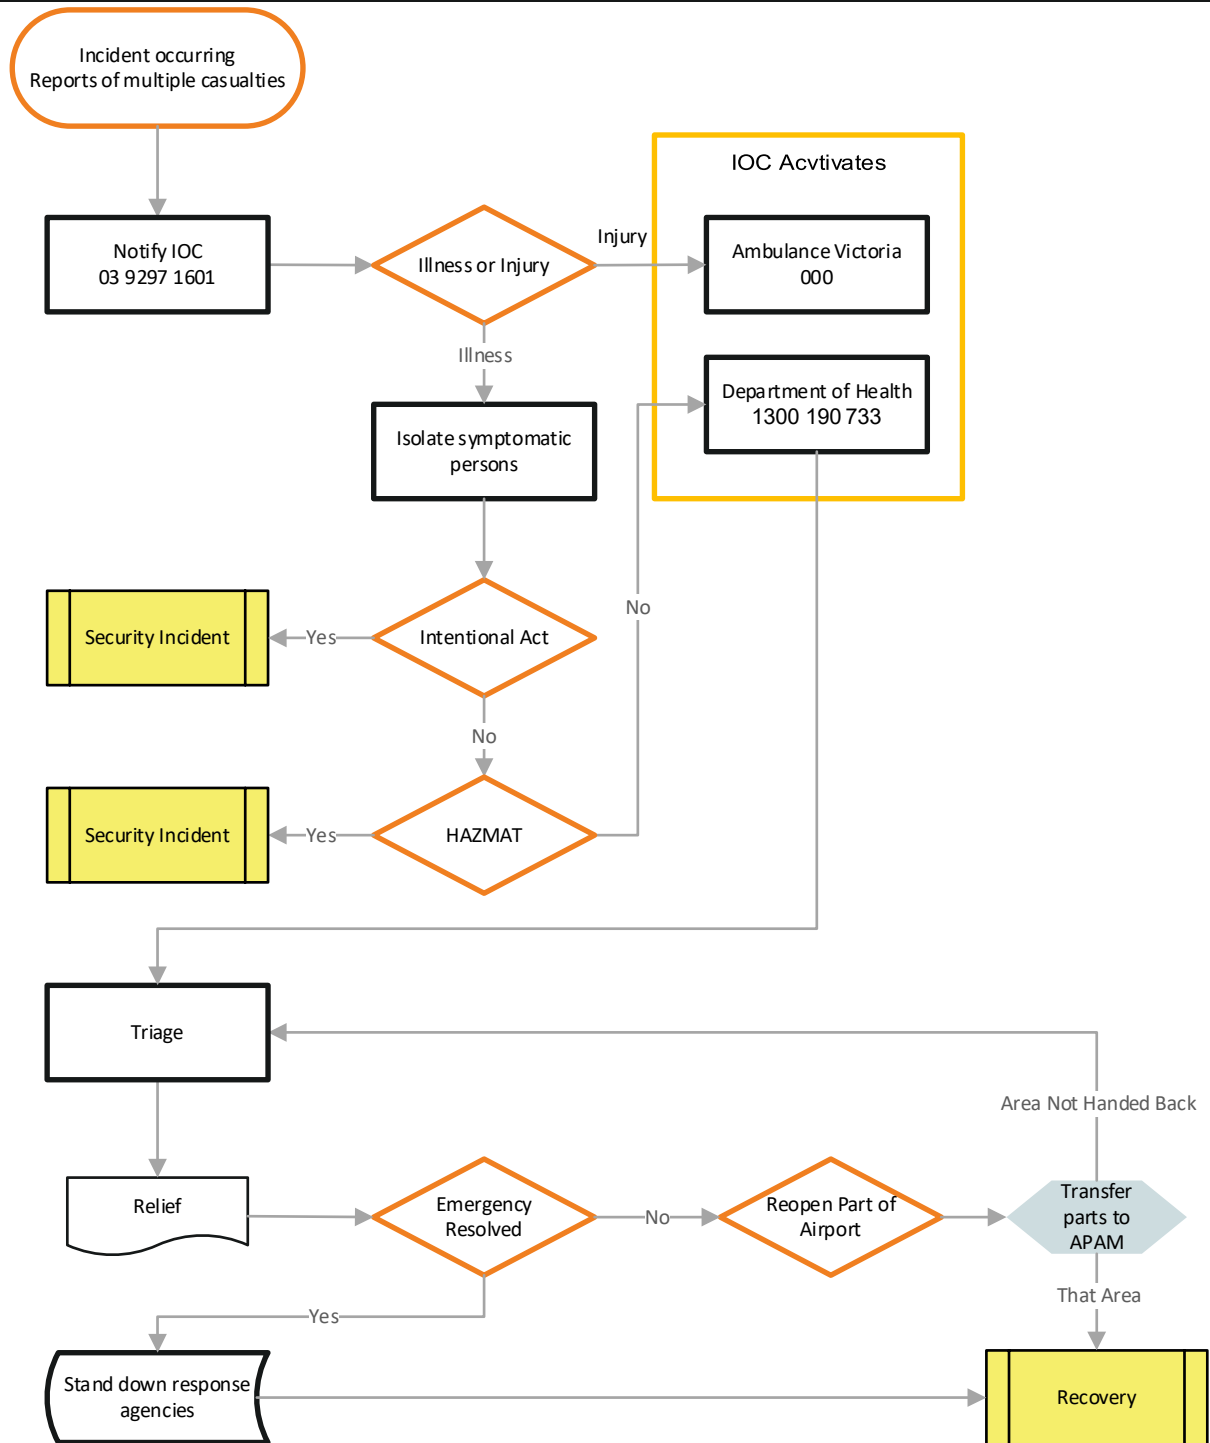 Incident occurring
Reports of multiple casualties
IOC Acvtivates
Notify IOC
03 9297 1601
Illness or Injury
Injury
Ambulance Victoria
000
Illness
Department of Health
1300 190 733
Isolate symptomatic
persons
No
Security Incident
Yes
Intentional Act
No
Security Incident
Yes
HAZMAT
Triage
Area Not Handed Back
Relief
Emergency
Resolved
No
Reopen Part of
Airport
Transfer
parts to
APAM
That Area
Yes
Stand down response
agencies
Recovery